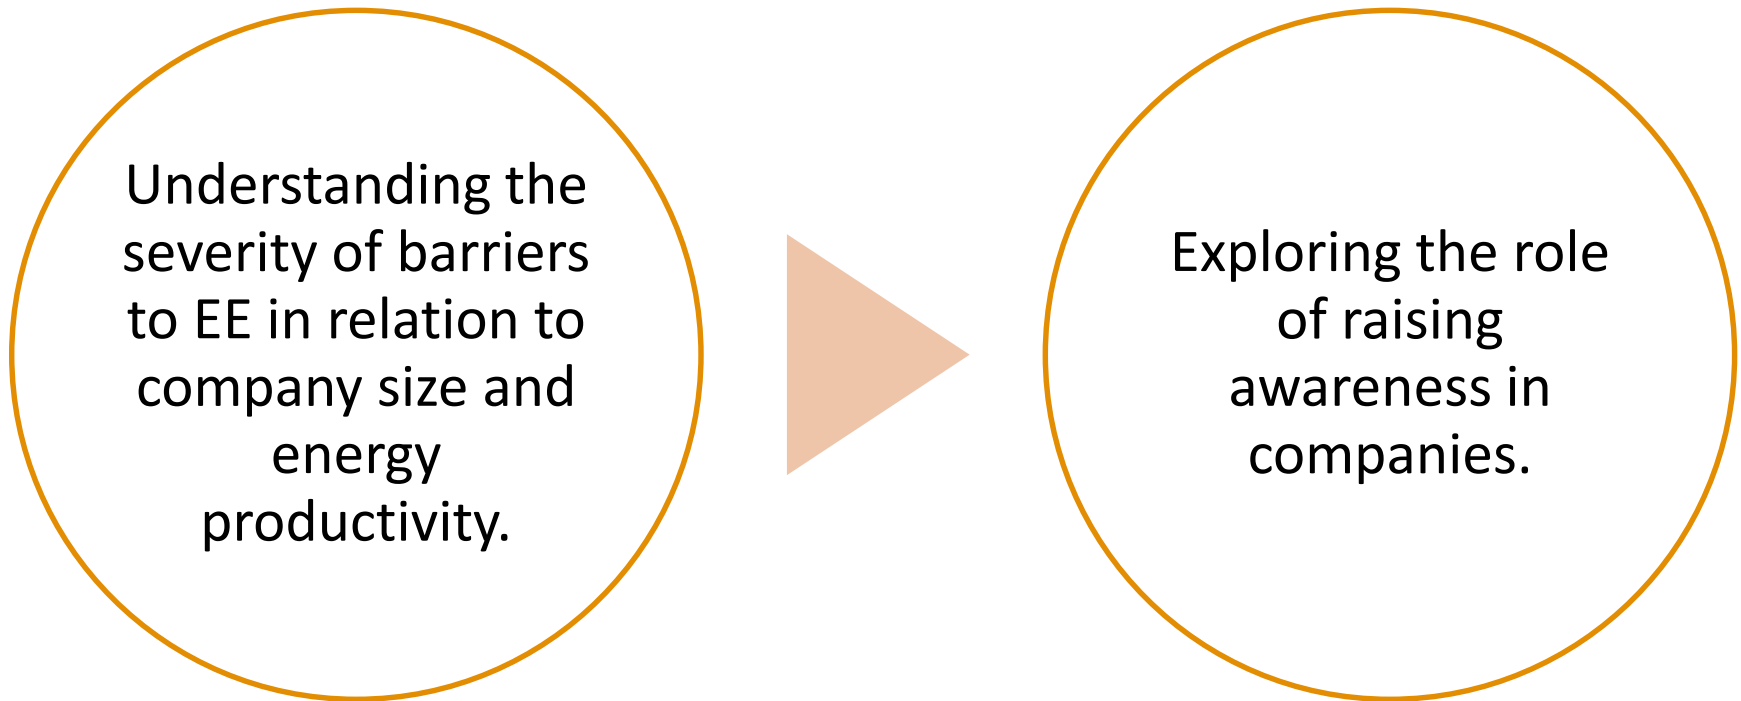 Understanding the
severity of barriers
to EE in relation to
company size and
energy
productivity.
Exploring the role
of raising
awareness in
companies.